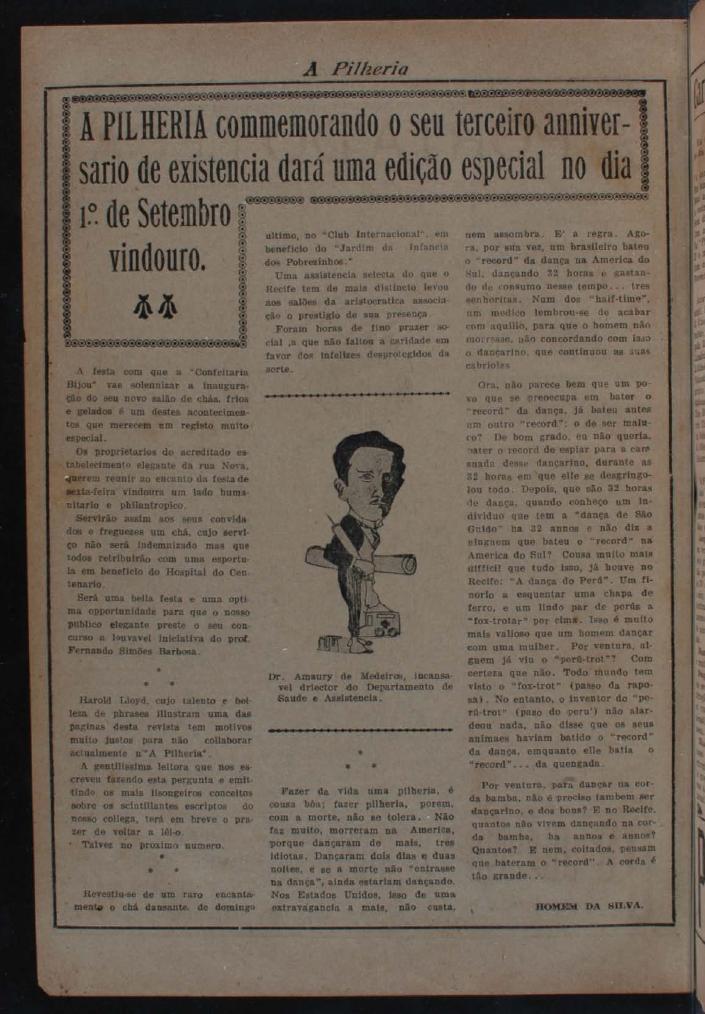 A Pilheria
A PILHERIA commemorando o seu terceiro anniver-
sario de existencia dará uma edição especial no dia
1º. de Setembro
vindouro.
A festa com que a "Confeitaria
Bijou" vae solennizar a inaugura-
ção do seu novo salão de chás, frios
e gelados é um destes acontecimen-
tos que merecem um registo muito
especial.
Os proprietarios do acreditado es-
tabelecimento elegante da rua Nova,
querem reunir ao encanto da festa de
sexta-feira vindoura um lado huma-
nitario e philantropico.
Servirão assim aos seus convida-
dos e freguezes um chá, cujo servi-
ço não será indemnizado mas que
todos retribuirão com uma esportu-
la em beneficio do Hospital do Cen-
tenario.
Será uma bella festa e uma opti-
ma opportunidade para que o nosso
publico elegante preste o seu con-
curso a louvavel iniciativa do prof.
Fernando Simões Barbosa.
*
* *
Harold Lloyd, cujo talento e bel-
leza de phrases illustram uma das
paginas desta revista tem motivos
muito justos para não collaborar
actualmente n'"A Pilheria".
A gentilissima leitora que nos es-
creveu fazendo esta pergunta e emit-
tindo os mais lisongeiros conceitos
sobre os scintillantes escriptos do
nosso collega, terá em breve o pra-
zer de voltar a lêl-o.
Talvez no proximo numero.
*
* *
Revestiu-se de um raro encanta-
mento o chá dansante, de domingo
ultimo, no "Club Internacional", em
beneficio do "Jardim da Infancia
dos Pobrezinhos."
Uma assistencia selecta do que o
Recife tem de mais distincto levou
aos salões da aristocratica associa-
ção o prestigio de sua presença.
Foram horas de fino prazer so-
cial ,a que não faltou a caridade em
favor dos infelizes desprotegidos da
sorte.
Dr. Amaury de Medeiros, incansa-
vel driector do Departamento de
Saude e Assistencia.
*
* *
Fazer da vida uma pilheria, é
cousa bôa; fazer pilheria, porem,
com a morte, não se tolera. Não
faz muito, morreram na America,
porque dançaram de mais, tres
idiotas. Dançaram dois dias e duas
noites, e se a morte não "entrasse
na dança", ainda estariam dançando.
Nos Estados Unidos, isso de uma
extravagancia a mais, não custa,
nem assombra. E' a regra. Ago-
ra, por sua vez, um brasileiro bateu
o "record" da dança na America do
Sul, dançando 32 horas e gastan-
do de consumo nesse tempo... tres
senhoritas. Num dos "half-time",
um medico lembrou-se de acabar
com aquillo, para que o homem não
morresse, não concordando com isso
o dançarino, que continuou as suas
cabriolas
Ora, não parece bem que um po-
vo que se preoccupa em bater o
"record" da dança, já bateu antes
um outro "record": o de ser malu-
co? De bom grado, eu não queria,
bater o record de espiar para a cara
suada desse dançarino, durante as
32 horas em que elle se desgringo-
lou todo. Depois, que são 32 horas
de dança, quando conheço um in-
dividuo que tem a "dança de São
Guido" ha 32 annos e não diz a
ninguem que bateu o "record" na
America do Sul? Cousa muito mais
difficil que tudo isso, já houve no
Recife: "A dança do Perú". Um fi-
norio a esquentar uma chapa de
ferro, e um lindo par de perús a
"fox-trotar" por cima. Isso é muito
mais valioso que um homem dançar
com uma mulher. Por ventura, al-
guem já viu o "perú-trot"? Com
certeza que não. Todo mundo tem
visto o "fox-trot" (passo da rapo-
sa). No entanto, o inventor do "pe-
rú-trot" (paso do peru') não alar-
deou nada, não disse que os seus
animaes haviam batido o "record"
da dança, emquanto elle batia o
"record"... da quengada.
Por ventura, para dançar na cor-
da bamba, não é preciso tambem ser
dançarino, e dos bons? E no Recife,
quantos não vivem dançando na cor-
da bamba, ha annos e annos?
Quantos? E nem, coitados, pensam
que bateram o "record". A corda é
tão grande...
HOMEM DA SILVA.